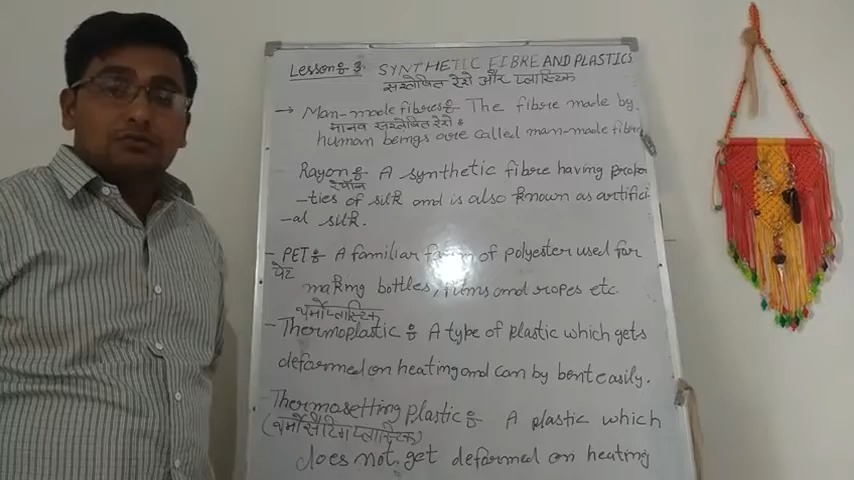 Lesson : 3. SYNTHETIC FIBRE AND PLASTICS
संश्लेषित रेशे और प्लास्टिक
→ Man-made fibres : The fibre made by
मानव संश्लेषित रेशे :
human beings are called man-made fibre
Rayon : A synthetic fibre having proper
रेयॉन
-ties of silk and is also known as artifici
-al silk.
- PET : A familiar form of polyester used for
पेट
making bottles, films and ropes etc.
थर्मोप्लास्टिक
- Thermoplastic : A type of plastic which gets
deformed on heating and can by bent easily.
- Thermosetting plastic : A plastic which
(थर्मोसैटिंग प्लास्टिक)
does not get deformed on heating